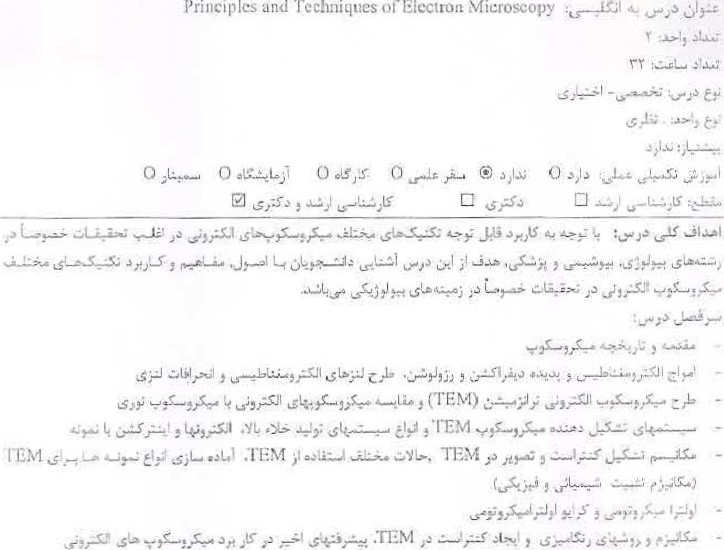 عنوان درس به انگلیسی: Principles and Techniques of Electron Microscopy
تعداد واحد: ۲
تعداد ساعت: ۳۲
نوع درس: تخصصی- اختیاری
نوع واحد: . نظری
پیشنیاز: ندارد
آموزش تکمیلی عملی: دارد O ندارد ◉ سفر علمی O کارگاه O آزمایشگاه O سمینار O
مقطع: کارشناسی ارشد ☐ دکتری ☐ کارشناسی ارشد و دکتری ☑
اهداف کلی درس: با توجه به کاربرد قابل توجه تکنیک‌های مختلف میکروسکوپ‌های الکترونی در اغلب تحقیقات خصوصاً در
رشته‌های بیولوژی، بیوشیمی و پزشکی، هدف از این درس آشنایی دانشجویان با اصول، مفاهیم و کاربرد تکنیک‌های مختلف
میکروسکوپ الکترونی در تحقیقات خصوصاً در زمینه‌های بیولوژیکی می‌باشد.
سرفصل درس:
- مقدمه و تاریخچه میکروسکوپ
- امواج الکترومغناطیس و پدیده دیفراکشن و رزولوشن، طرح لنزهای الکترومغناطیسی و انحرافات لنزی
- طرح میکروسکوب الکترونی ترانزمیشن (TEM) و مقایسه میکروسکوپهای الکترونی با میکروسکوب نوری
- سیستمهای تشکیل دهنده میکروسکوپ TEM و انواع سیستمهای تولید خلاء بالا، الکترونها و اینترکشن با نمونه
- مکانیسم تشکیل کنتراست و تصویر در TEM ,حالات مختلف استفاده از TEM، آماده سازی انواع نمونه ها برای TEM
(مکانیزم تثبیت شیمیائی و فیزیکی)
- اولترا میکروتومی و کرایو اولترامیکروتومی
- مکانیزم و روشهای رنگامیزی و ایجاد کنتراست در TEM، پیشرفتهای اخیر در کار برد میکروسکوپ های الکترونی